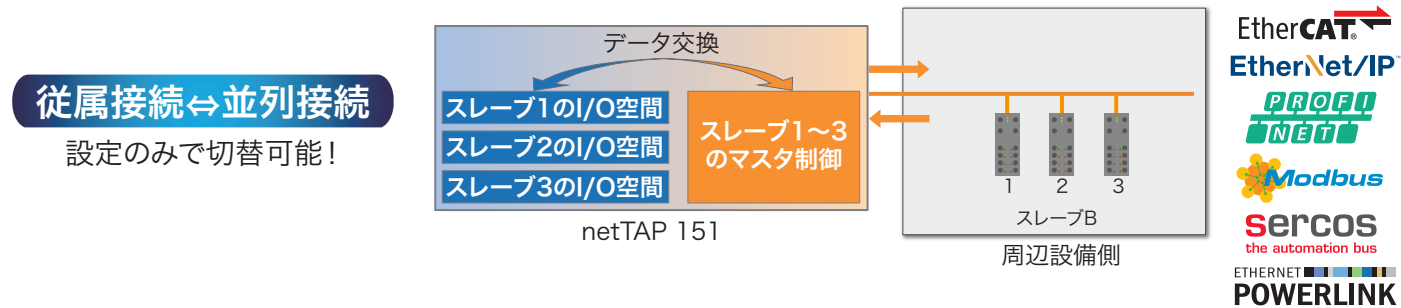 従属接続⇔並列接続
設定のみで切替可能！
データ交換
スレーブ1のI/O空間
スレーブ2のI/O空間
スレーブ3のI/O空間
スレーブ1～3
のマスタ制御
netTAP 151
1 2 3
スレーブB
周辺設備側
EtherCAT®
EtherNet/IP™
PROFI
NET
Modbus
sercos
the automation bus
ETHERNET
POWERLINK